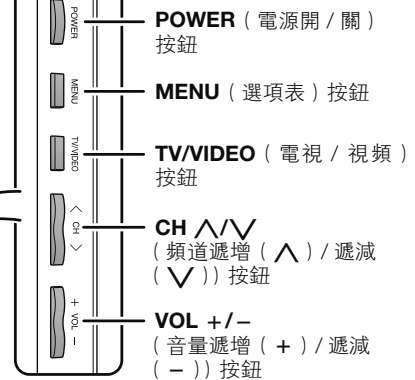 POWER
POWER ( 電源開 / 關 )
按鈕
MENU
MENU ( 選項表 ) 按鈕
TV/VIDEO
TV/VIDEO ( 電視 / 視頻 )
按鈕
CH
CH ∧/∨
( 頻道遞增 ( ∧ ) / 遞減
( ∨ )) 按鈕
+ VOL −
VOL +/−
( 音量遞增 ( + ) / 遞減
( − )) 按鈕